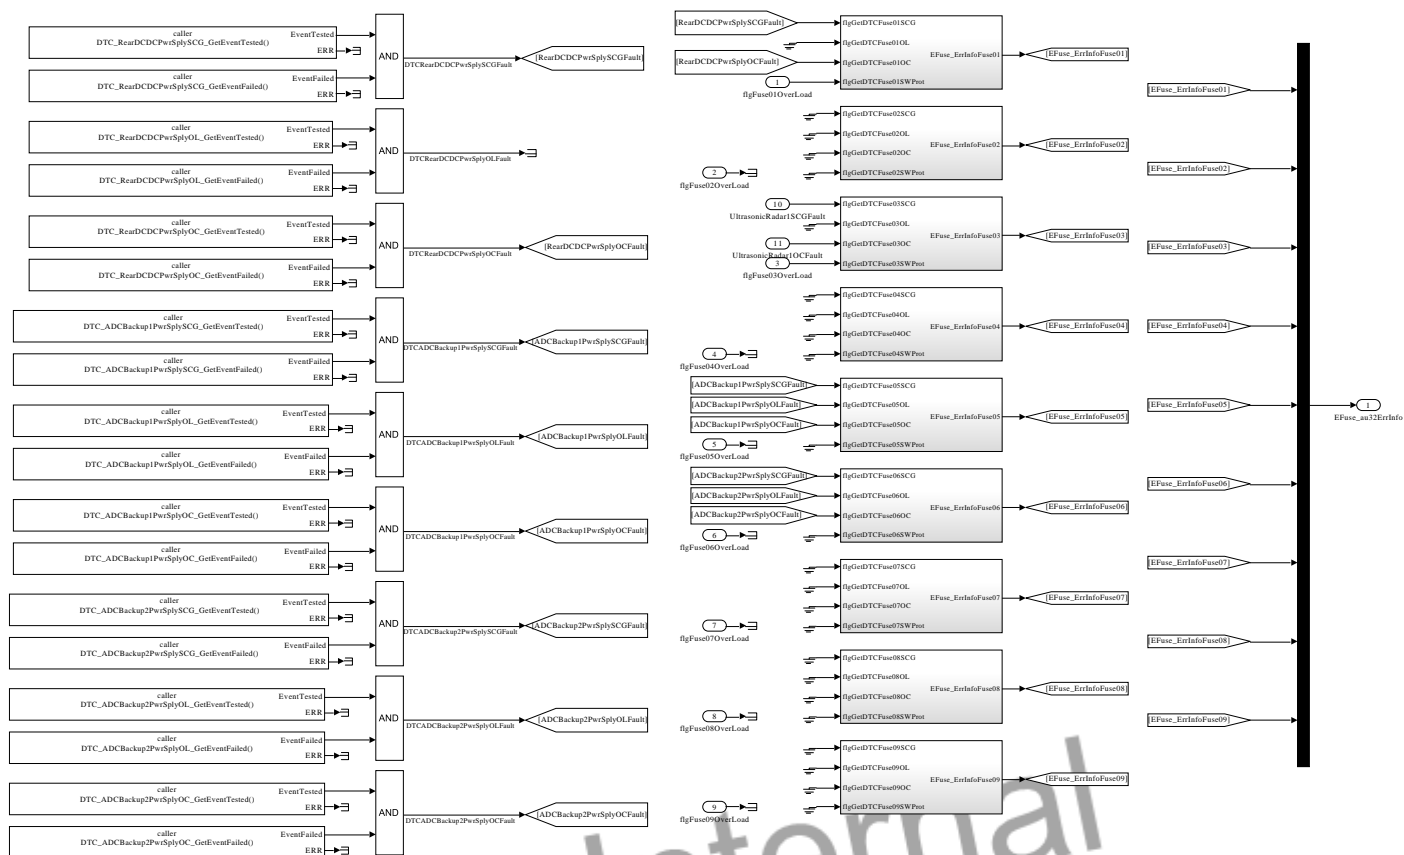 caller
DTC_RearDCDCPwrSplySCG_GetEventTested()
EventTested
ERR
caller
DTC_RearDCDCPwrSplySCG_GetEventFailed()
EventFailed
ERR
AND
DTCRearDCDCPwrSplySCGFault
[RearDCDCPwrSplySCGFault]
caller
DTC_RearDCDCPwrSplyOL_GetEventTested()
EventTested
ERR
caller
DTC_RearDCDCPwrSplyOL_GetEventFailed()
EventFailed
ERR
AND
DTCRearDCDCPwrSplyOLFault
caller
DTC_RearDCDCPwrSplyOC_GetEventTested()
EventTested
ERR
caller
DTC_RearDCDCPwrSplyOC_GetEventFailed()
EventFailed
ERR
AND
DTCRearDCDCPwrSplyOCFault
[RearDCDCPwrSplyOCFault]
caller
DTC_ADCBackup1PwrSplySCG_GetEventTested()
EventTested
ERR
caller
DTC_ADCBackup1PwrSplySCG_GetEventFailed()
EventFailed
ERR
AND
DTCADCBackup1PwrSplySCGFault
[ADCBackup1PwrSplySCGFault]
caller
DTC_ADCBackup1PwrSplyOL_GetEventTested()
EventTested
ERR
caller
DTC_ADCBackup1PwrSplyOL_GetEventFailed()
EventFailed
ERR
AND
DTCADCBackup1PwrSplyOLFault
[ADCBackup1PwrSplyOLFault]
caller
DTC_ADCBackup1PwrSplyOC_GetEventTested()
EventTested
ERR
caller
DTC_ADCBackup1PwrSplyOC_GetEventFailed()
EventFailed
ERR
AND
DTCADCBackup1PwrSplyOCFault
[ADCBackup1PwrSplyOCFault]
caller
DTC_ADCBackup2PwrSplySCG_GetEventTested()
EventTested
ERR
caller
DTC_ADCBackup2PwrSplySCG_GetEventFailed()
EventFailed
ERR
AND
DTCADCBackup2PwrSplySCGFault
[ADCBackup2PwrSplySCGFault]
caller
DTC_ADCBackup2PwrSplyOL_GetEventTested()
EventTested
ERR
caller
DTC_ADCBackup2PwrSplyOL_GetEventFailed()
EventFailed
ERR
AND
DTCADCBackup2PwrSplyOLFault
[ADCBackup2PwrSplyOLFault]
caller
DTC_ADCBackup2PwrSplyOC_GetEventTested()
EventTested
ERR
caller
DTC_ADCBackup2PwrSplyOC_GetEventFailed()
EventFailed
ERR
AND
DTCADCBackup2PwrSplyOCFault
[ADCBackup2PwrSplyOCFault]
[RearDCDCPwrSplySCGFault]
[RearDCDCPwrSplyOCFault]
1
flgFuse01OverLoad
flgGetDTCFuse01SCG
flgGetDTCFuse01OL
flgGetDTCFuse01OC
flgGetDTCFuse01SWProt
EFuse_ErrInfoFuse01
[EFuse_ErrInfoFuse01]
2
flgFuse02OverLoad
flgGetDTCFuse02SCG
flgGetDTCFuse02OL
flgGetDTCFuse02OC
flgGetDTCFuse02SWProt
EFuse_ErrInfoFuse02
[EFuse_ErrInfoFuse02]
10
UltrasonicRadar1SCGFault
11
UltrasonicRadar1OCFault
3
flgFuse03OverLoad
flgGetDTCFuse03SCG
flgGetDTCFuse03OL
flgGetDTCFuse03OC
flgGetDTCFuse03SWProt
EFuse_ErrInfoFuse03
[EFuse_ErrInfoFuse03]
4
flgFuse04OverLoad
flgGetDTCFuse04SCG
flgGetDTCFuse04OL
flgGetDTCFuse04OC
flgGetDTCFuse04SWProt
EFuse_ErrInfoFuse04
[EFuse_ErrInfoFuse04]
[ADCBackup1PwrSplySCGFault]
[ADCBackup1PwrSplyOLFault]
[ADCBackup1PwrSplyOCFault]
5
flgFuse05OverLoad
flgGetDTCFuse05SCG
flgGetDTCFuse05OL
flgGetDTCFuse05OC
flgGetDTCFuse05SWProt
EFuse_ErrInfoFuse05
[EFuse_ErrInfoFuse05]
[ADCBackup2PwrSplySCGFault]
[ADCBackup2PwrSplyOLFault]
[ADCBackup2PwrSplyOCFault]
6
flgFuse06OverLoad
flgGetDTCFuse06SCG
flgGetDTCFuse06OL
flgGetDTCFuse06OC
flgGetDTCFuse06SWProt
EFuse_ErrInfoFuse06
[EFuse_ErrInfoFuse06]
7
flgFuse07OverLoad
flgGetDTCFuse07SCG
flgGetDTCFuse07OL
flgGetDTCFuse07OC
flgGetDTCFuse07SWProt
EFuse_ErrInfoFuse07
[EFuse_ErrInfoFuse07]
8
flgFuse08OverLoad
flgGetDTCFuse08SCG
flgGetDTCFuse08OL
flgGetDTCFuse08OC
flgGetDTCFuse08SWProt
EFuse_ErrInfoFuse08
[EFuse_ErrInfoFuse08]
9
flgFuse09OverLoad
flgGetDTCFuse09SCG
flgGetDTCFuse09OL
flgGetDTCFuse09OC
flgGetDTCFuse09SWProt
EFuse_ErrInfoFuse09
[EFuse_ErrInfoFuse09]
[EFuse_ErrInfoFuse01]
[EFuse_ErrInfoFuse02]
[EFuse_ErrInfoFuse03]
[EFuse_ErrInfoFuse04]
[EFuse_ErrInfoFuse05]
[EFuse_ErrInfoFuse06]
[EFuse_ErrInfoFuse07]
[EFuse_ErrInfoFuse08]
[EFuse_ErrInfoFuse09]
1
EFuse_au32ErrInfo